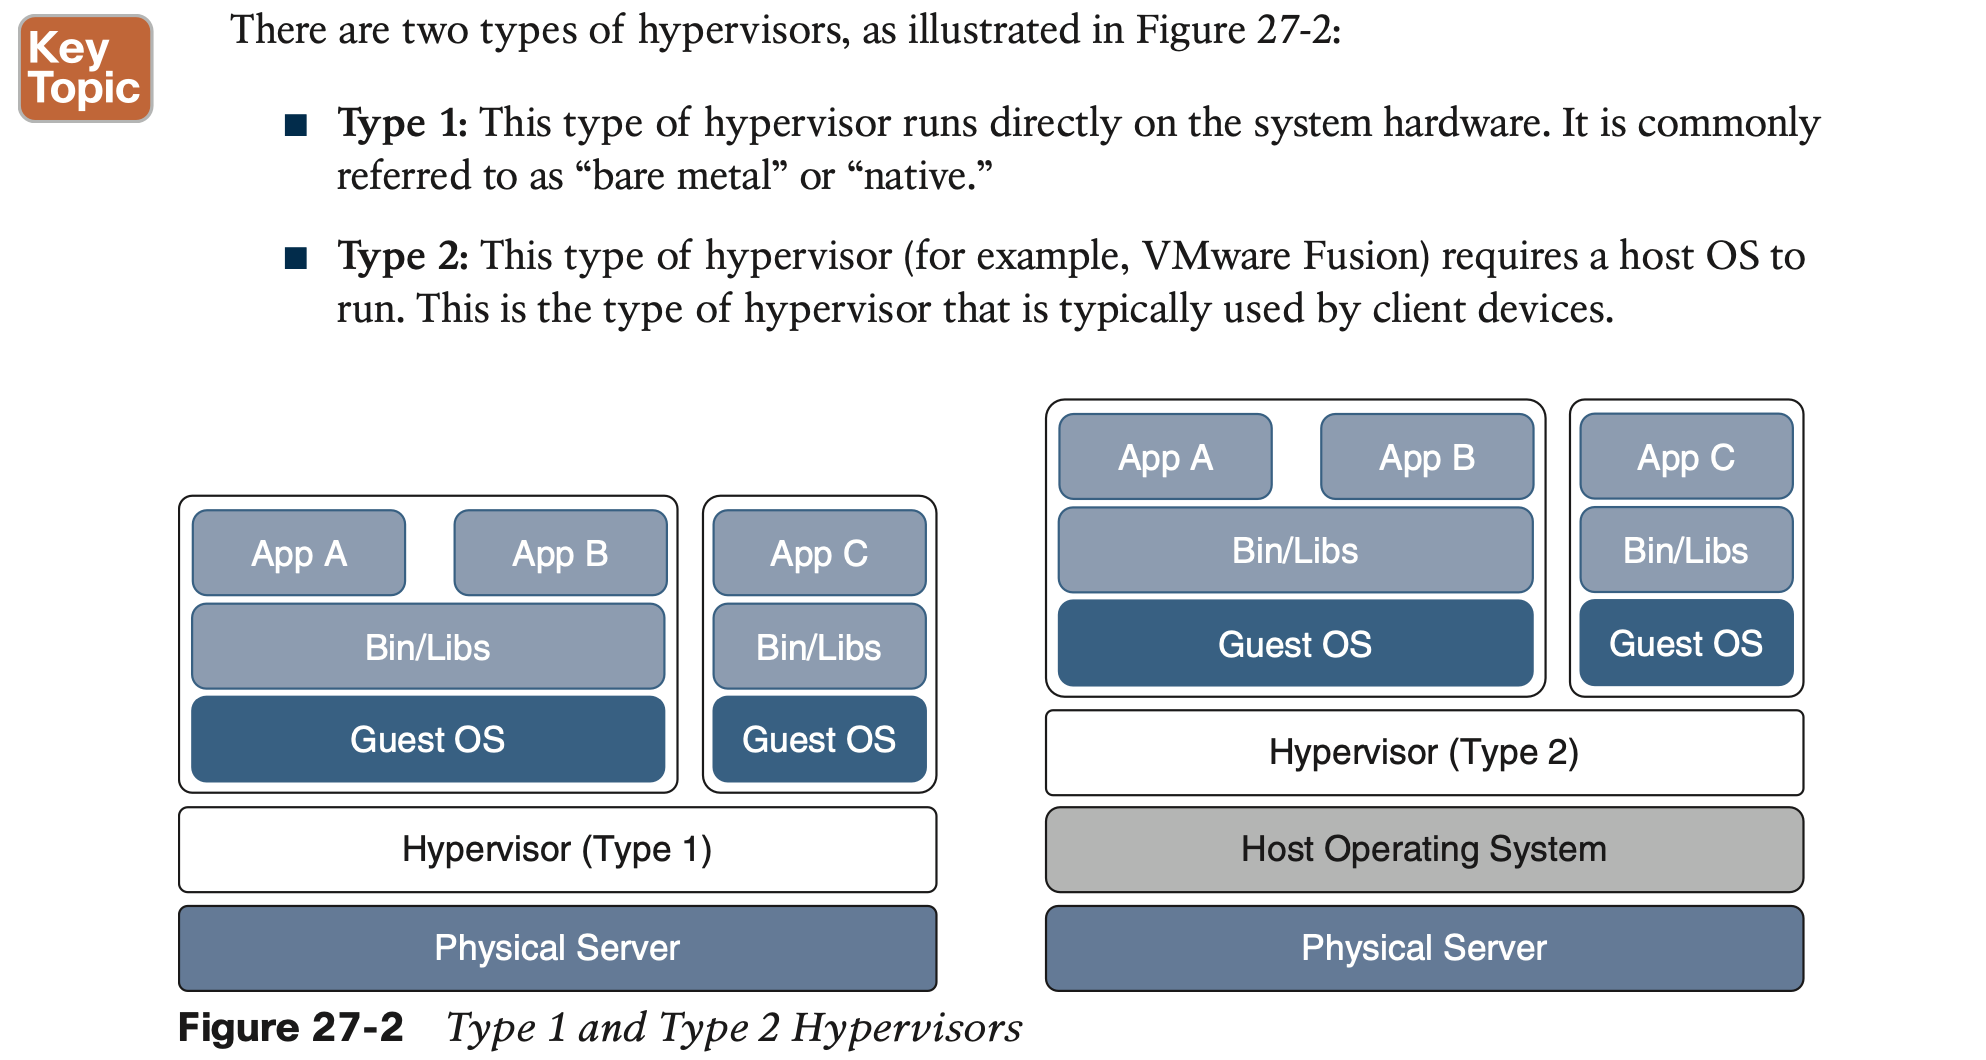 Key
Topic
There are two types of hypervisors, as illustrated in Figure 27-2:
■ Type 1: This type of hypervisor runs directly on the system hardware. It is commonly
referred to as “bare metal” or “native.”
■ Type 2: This type of hypervisor (for example, VMware Fusion) requires a host OS to
run. This is the type of hypervisor that is typically used by client devices.
App A App B App C
Bin/Libs Bin/Libs
Guest OS Guest OS
Hypervisor (Type 1)
Physical Server
App A App B App C
Bin/Libs Bin/Libs
Guest OS Guest OS
Hypervisor (Type 2)
Host Operating System
Physical Server
Figure 27-2 Type 1 and Type 2 Hypervisors